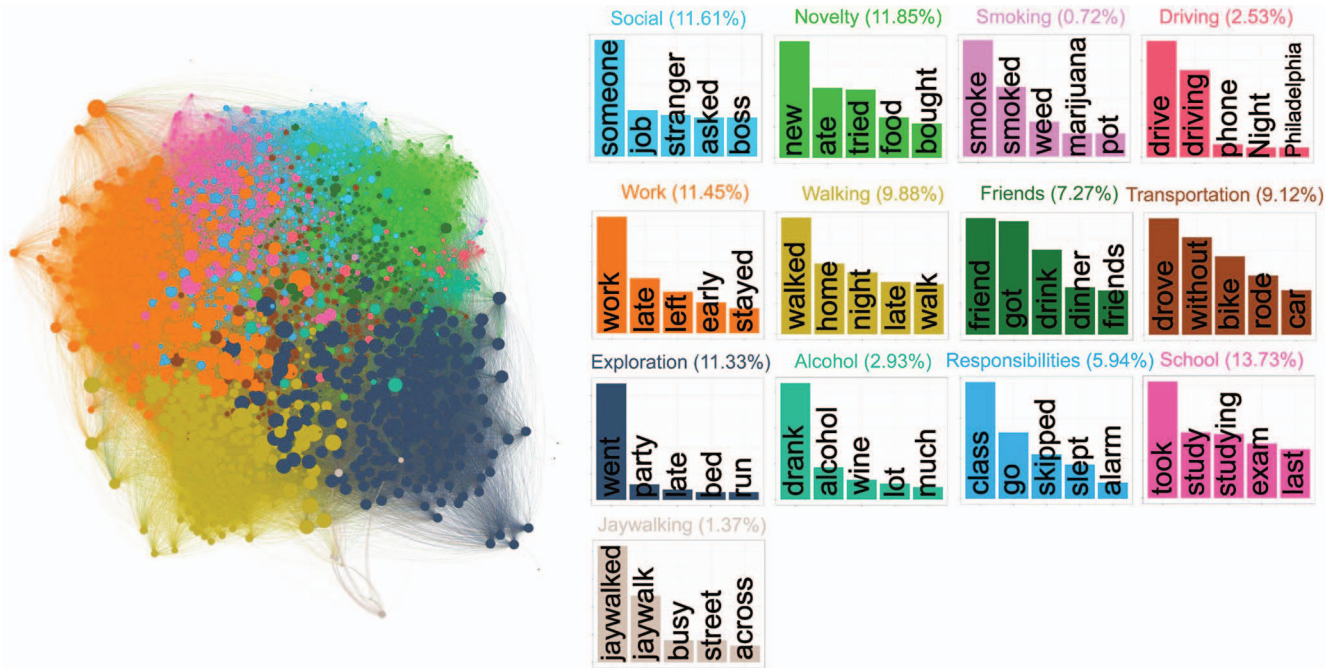 Social (11.61%)
Novelty (11.85%)
Smoking (0.72%)
Driving (2.53%)
someone
job
stranger
asked
boss
new
ate
tried
food
bought
smoke
smoked
weed
marijuana
pot
drive
driving
phone
Night
Philadelphia
Work (11.45%)
Walking (9.88%)
Friends (7.27%)
Transportation (9.12%)
work
late
left
early
stayed
walked
home
night
late
walk
friend
got
drink
dinner
friends
drove
without
bike
rode
car
Exploration (11.33%)
Alcohol (2.93%)
Responsibilities (5.94%)
School (13.73%)
went
party
late
bed
run
drank
alcohol
wine
lot
much
class
go
skipped
slept
alarm
took
study
studying
exam
last
Jaywalking (1.37%)
jaywalked
jaywalk
busy
street
across